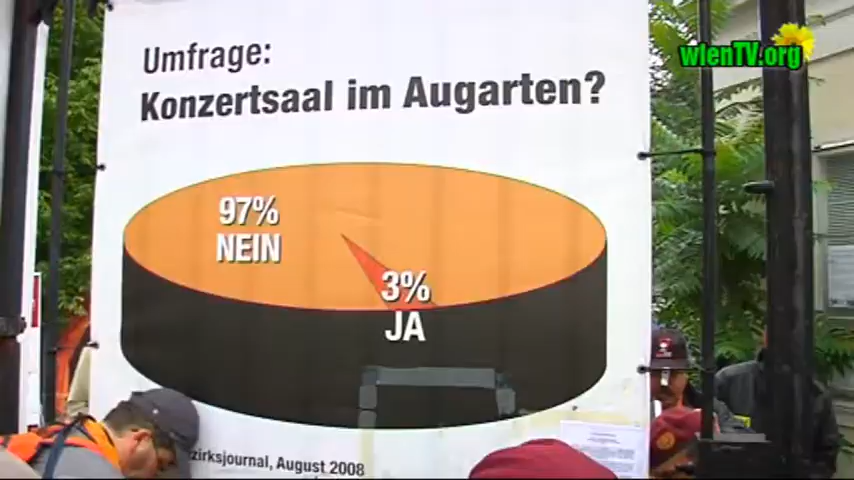 wienTV.org
Umfrage:
Konzertsaal im Augarten?
97%
NEIN
3%
JA
zirksjournal, August 2008